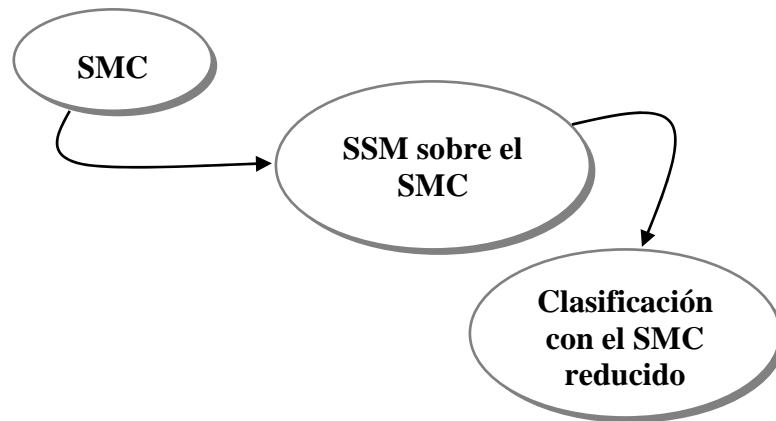 SMC
SSM sobre el
SMC
Clasificación
con el SMC
reducido